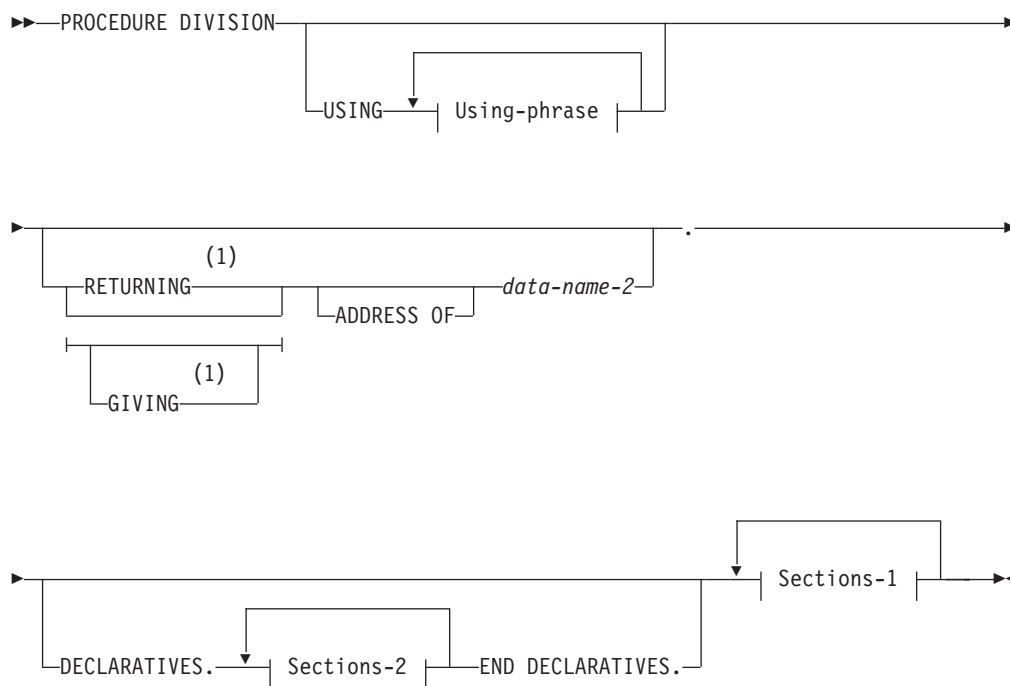 PROCEDURE DIVISION
USING Using-phrase
(1)
RETURNING data-name-2 .
ADDRESS OF
(1)
GIVING
Sections-1
DECLARATIVES. Sections-2 END DECLARATIVES.